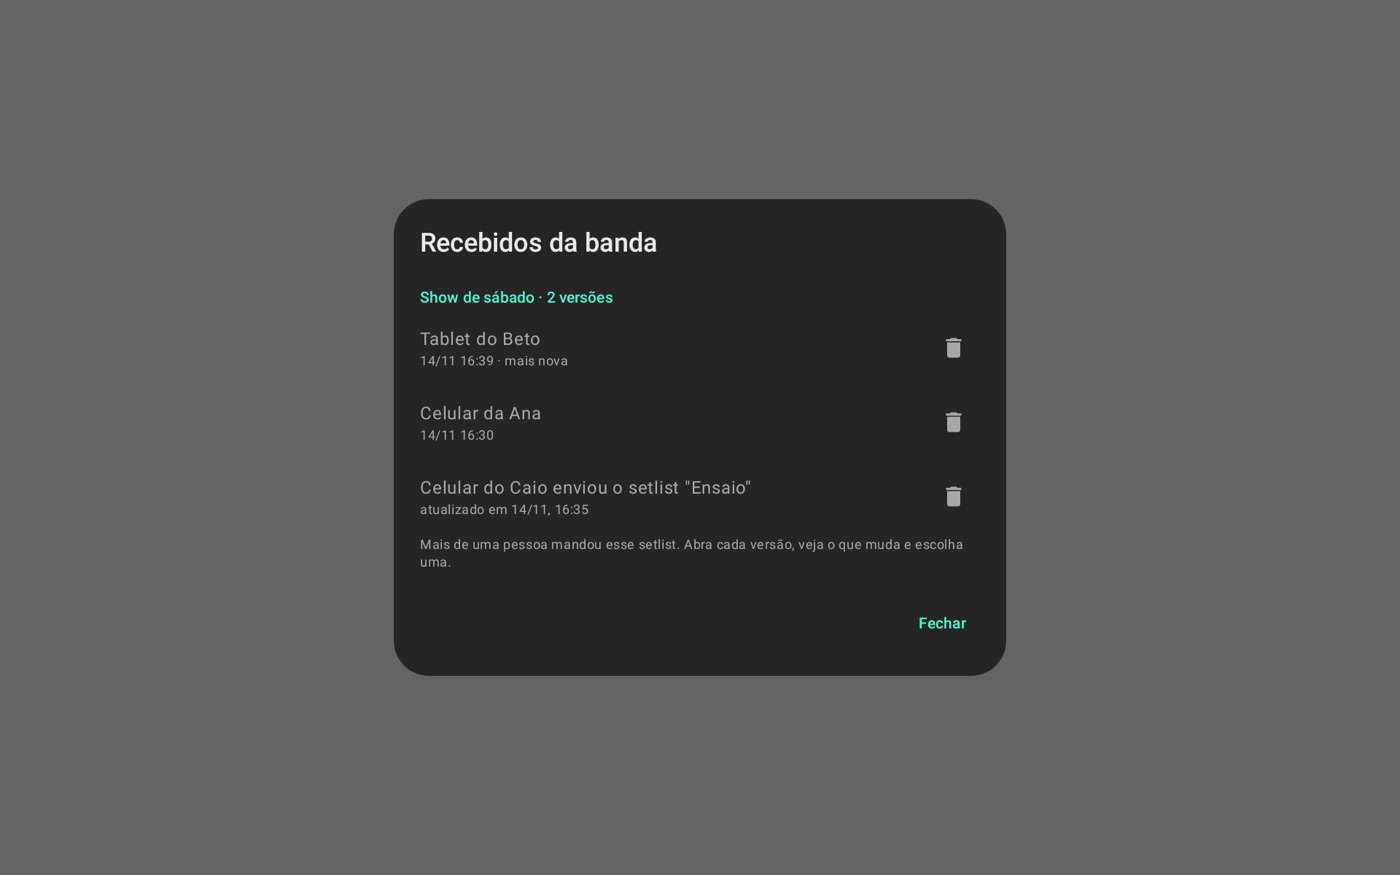 Recebidos da banda
Show de sábado · 2 versões
Tablet do Beto
14/11 16:39 · mais nova
Celular da Ana
14/11 16:30
Celular do Caio enviou o setlist "Ensaio"
atualizado em 14/11, 16:35
Mais de uma pessoa mandou esse setlist. Abra cada versão, veja o que muda e escolha
uma.
Fechar